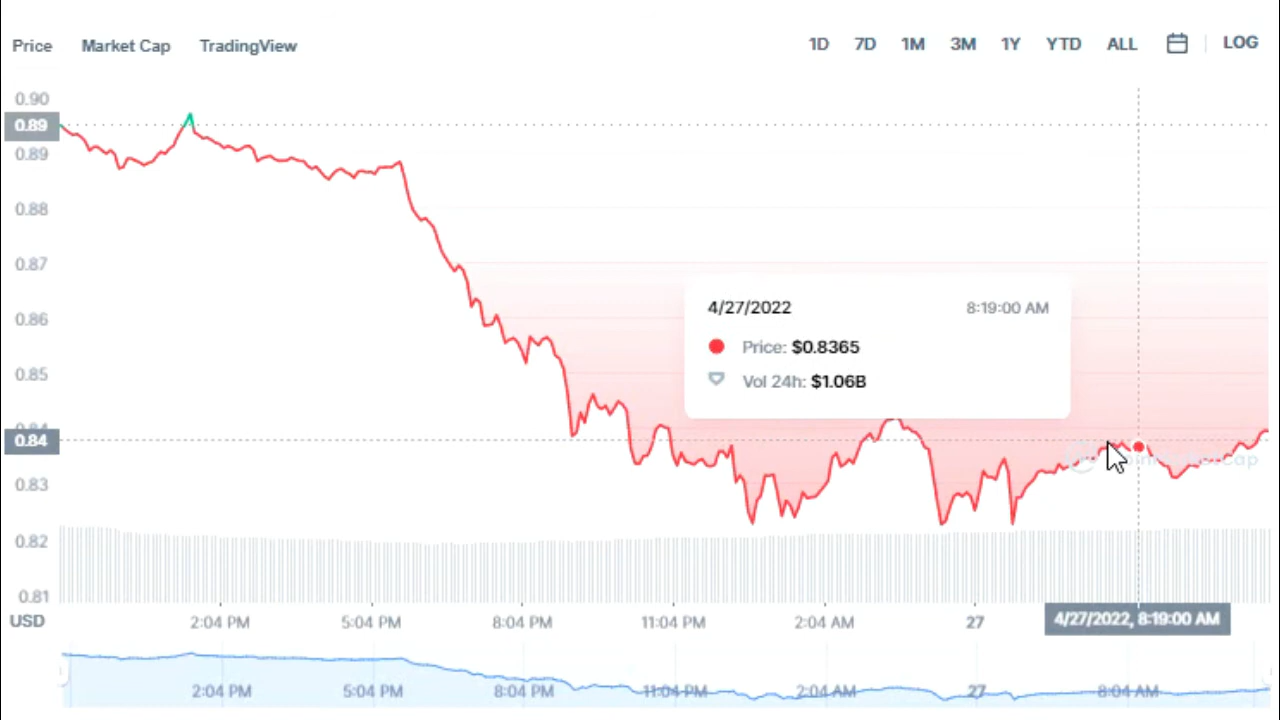 Price Market Cap TradingView 1D 7D 1M 3M 1Y YTD ALL LOG
0.90
0.89
0.89
0.88
0.87
0.86
0.85
0.84
0.84
0.83
0.82
0.81
4/27/2022 8:19:00 AM
Price: $0.8365
Vol 24h: $1.06B
USD 2:04 PM 5:04 PM 8:04 PM 11:04 PM 2:04 AM 27 4/27/2022, 8:19:00 AM
2:04 PM 5:04 PM 8:04 PM 11:04 PM 2:04 AM 27 8:04 AM